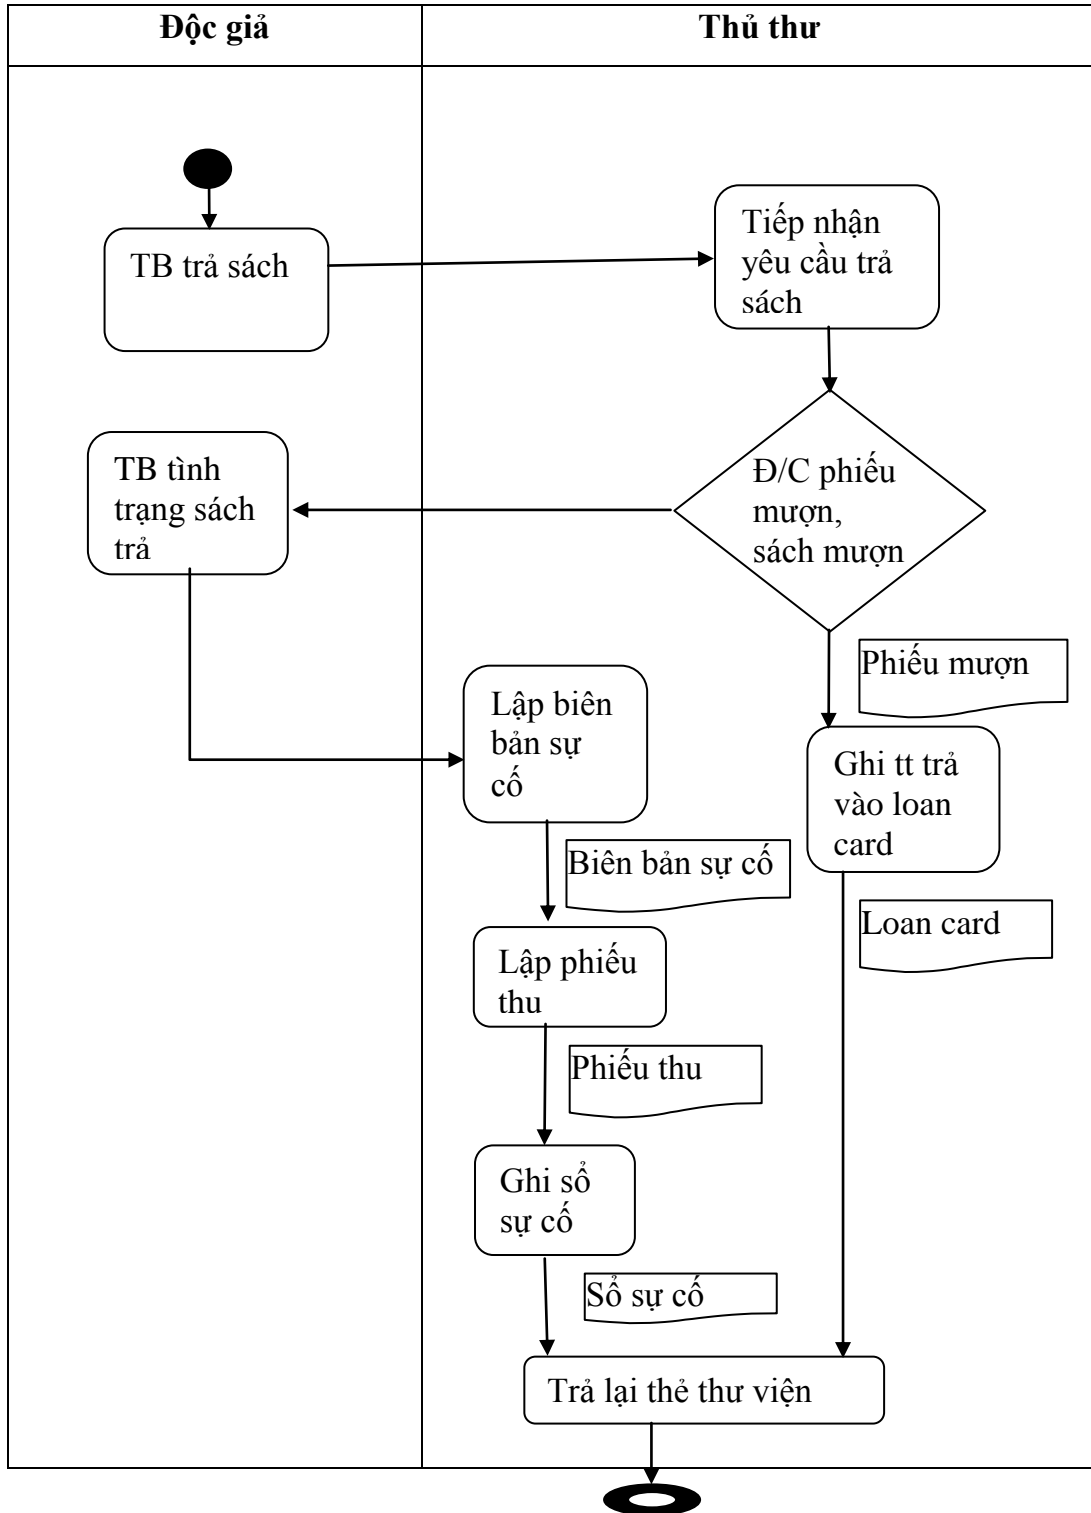 Độc giả
Thủ thư
TB trả sách
Tiếp nhận
yêu cầu trả
sách
TB tình
trạng sách
trả
Đ/C phiếu
mượn,
sách mượn
Phiếu mượn
Lập biên
bản sự
cố
Ghi tt trả
vào loan
card
Biên bản sự cố
Loan card
Lập phiếu
thu
Phiếu thu
Ghi sổ
sự cố
Sổ sự cố
Trả lại thẻ thư viện